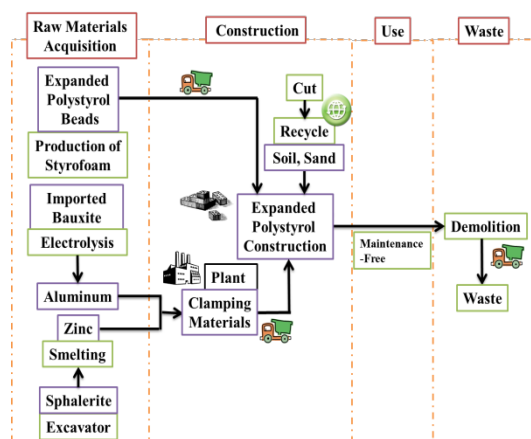 Raw Materials
Acquisition
Construction
Use
Waste
Expanded
Polystyrol
Beads
Production of
Styrofoam
Imported
Bauxite
Electrolysis
Aluminum
Zinc
Smelting
Sphalerite
Excavator
Cut
Recycle
Soil, Sand
Expanded
Polystyrol
Construction
Plant
Clamping
Materials
Maintenance
-Free
Demolition
Waste